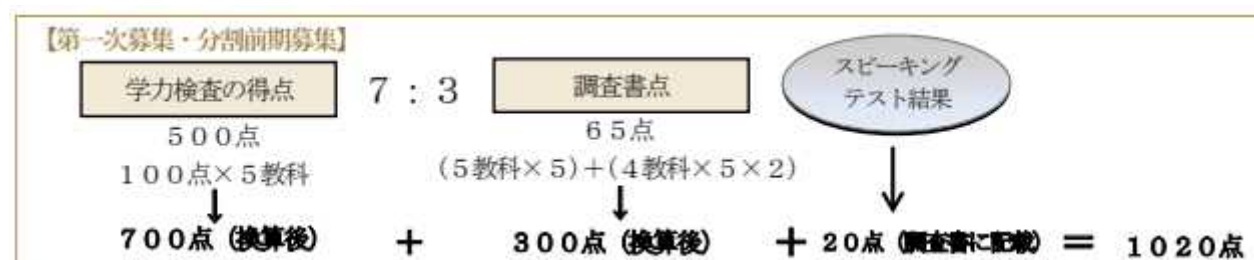 【第一次募集・分割前期募集】
学力検査の得点 ７：３ 調査書点 スピーキング
テスト結果
５００点 ６５点
１００点×５教科 (５教科×５)＋(４教科×５×２)
７００点（換算後） ＋ ３００点（換算後） ＋ ２０点（調査書に記載） ＝ １０２０点